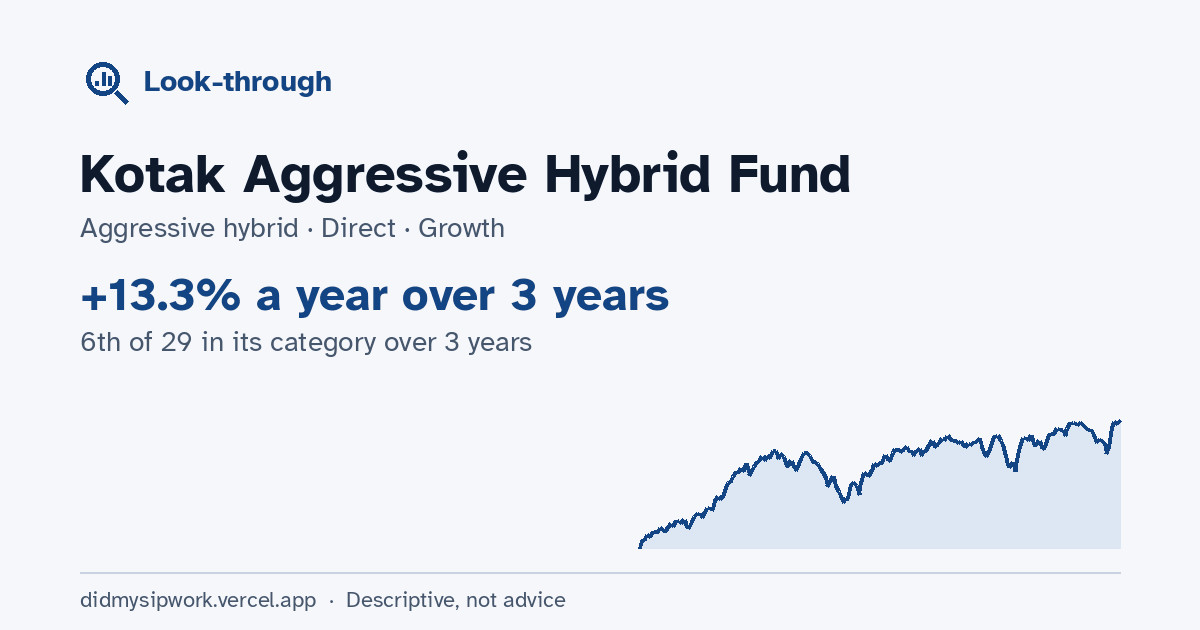 Look-through
Kotak Aggressive Hybrid Fund
Aggressive hybrid · Direct · Growth
+13.3% a year over 3 years
6th of 29 in its category over 3 years
didmysipwork.vercel.app · Descriptive, not advice